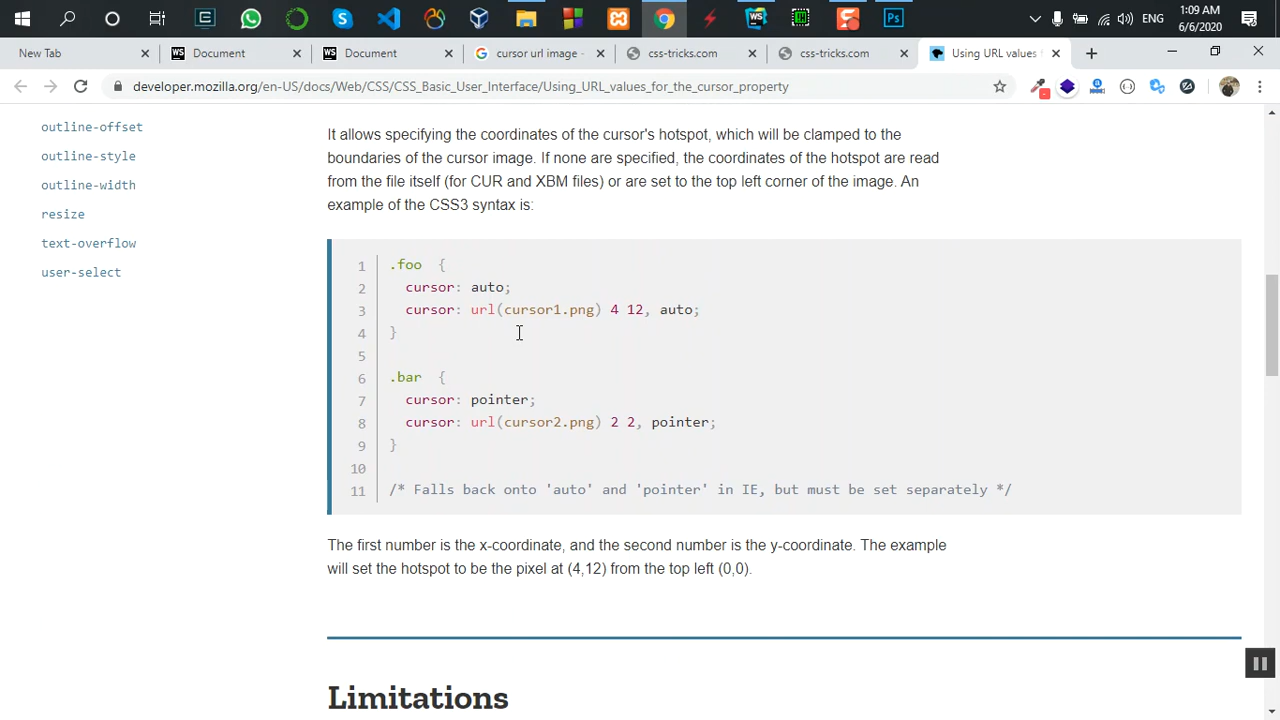 ENG
1:09 AM
6/6/2020
New Tab
Document
Document
cursor url image -
css-tricks.com
css-tricks.com
Using URL values
developer.mozilla.org/en-US/docs/Web/CSS/CSS_Basic_User_Interface/Using_URL_values_for_the_cursor_property
outline-offset
outline-style
outline-width
resize
text-overflow
user-select
It allows specifying the coordinates of the cursor's hotspot, which will be clamped to the
boundaries of the cursor image. If none are specified, the coordinates of the hotspot are read
from the file itself (for CUR and XBM files) or are set to the top left corner of the image. An
example of the CSS3 syntax is:
1 .foo {
2 cursor: auto;
3 cursor: url(cursor1.png) 4 12, auto;
4 }
5
6 .bar {
7 cursor: pointer;
8 cursor: url(cursor2.png) 2 2, pointer;
9 }
10
11 /* Falls back onto 'auto' and 'pointer' in IE, but must be set separately */
The first number is the x-coordinate, and the second number is the y-coordinate. The example
will set the hotspot to be the pixel at (4,12) from the top left (0,0).
Limitations